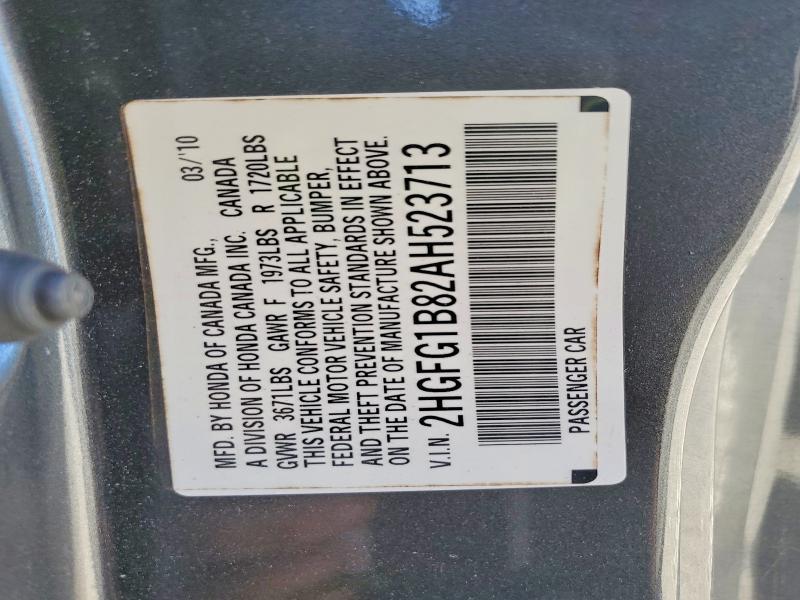 MFD. BY HONDA OF CANADA MFG., 03/'10
A DIVISION OF HONDA CANADA INC. CANADA
GVWR 3671LBS GAWR F 1973LBS R 1720LBS
THIS VEHICLE CONFORMS TO ALL APPLICABLE
FEDERAL MOTOR VEHICLE SAFETY, BUMPER,
AND THEFT PREVENTION STANDARDS IN EFFECT
ON THE DATE OF MANUFACTURE SHOWN ABOVE.
V.I.N. 2HGFG1B82AH523713
PASSENGER CAR